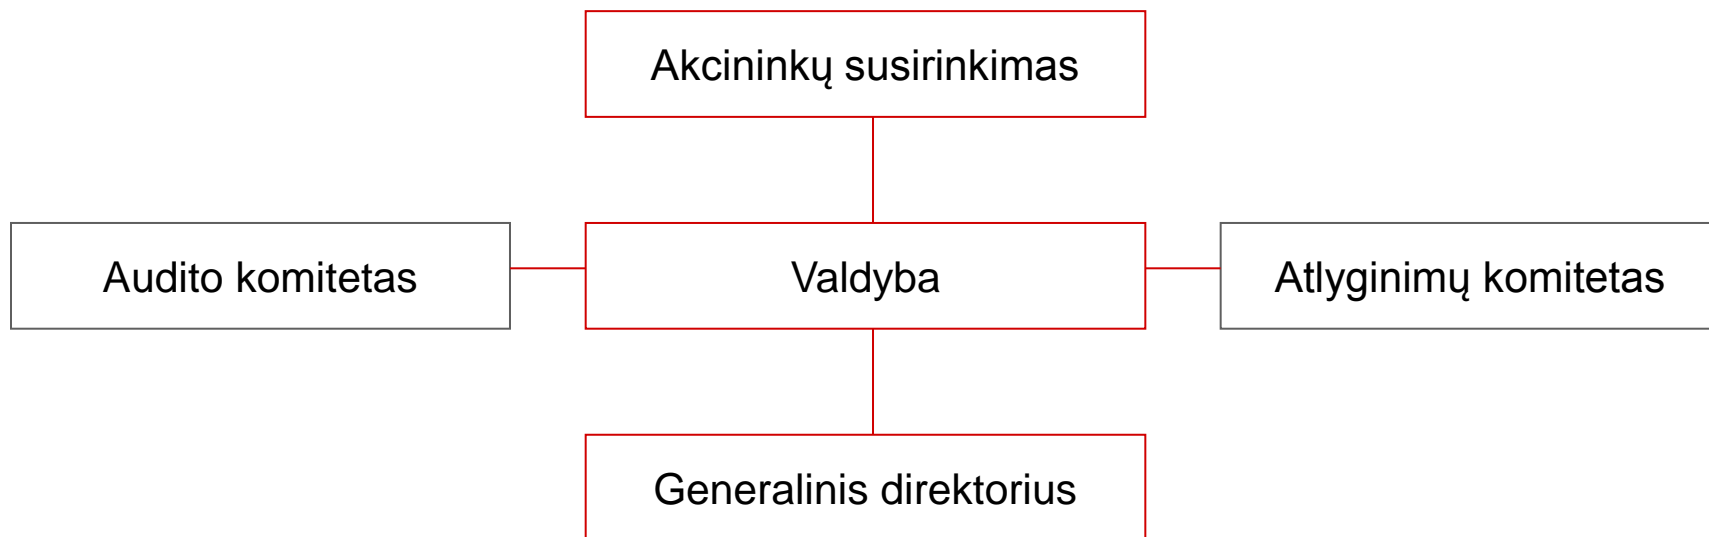 Akcininkų susirinkimas
Audito komitetas
Valdyba
Atlyginimų komitetas
Generalinis direktorius